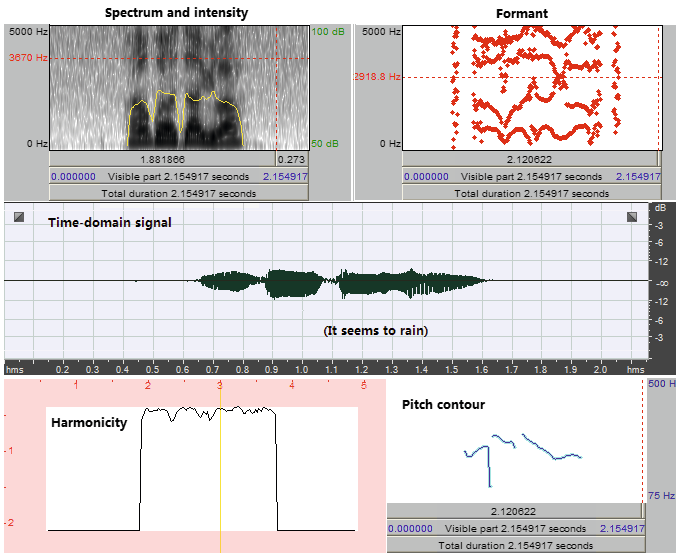 Spectrum and intensity
5000 Hz
100 dB
3670 Hz
0 Hz
50 dB
1.881866
0.273
0.000000 Visible part 2.154917 seconds 2.154917
Total duration 2.154917 seconds
Formant
5000 Hz
2918.8 Hz
0 Hz
2.120622
0.000000 Visible part 2.154917 seconds 2.154917
Total duration 2.154917 seconds
Time-domain signal
dB
-3
-6
-12
-∞
-12
-6
-3
(It seems to rain)
hms 0.2 0.3 0.4 0.5 0.6 0.7 0.8 0.9 1.0 1.1 1.2 1.3 1.4 1.5 1.6 1.7 1.8 1.9 2.0 hms
1 2 3 4 5
Harmonicity
-1
-2
Pitch contour
500 Hz
75 Hz
2.120622
0.000000 Visible part 2.154917 seconds 2.154917
Total duration 2.154917 seconds